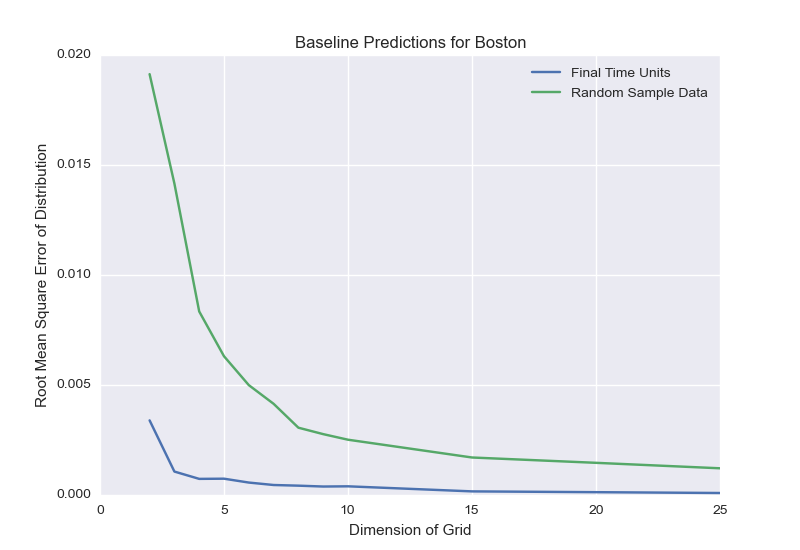 Baseline Predictions for Boston
0.020
Final Time Units
Random Sample Data
0.015
0.010
0.005
0.000
Root Mean Square Error of Distribution
0 5 10 15 20 25
Dimension of Grid